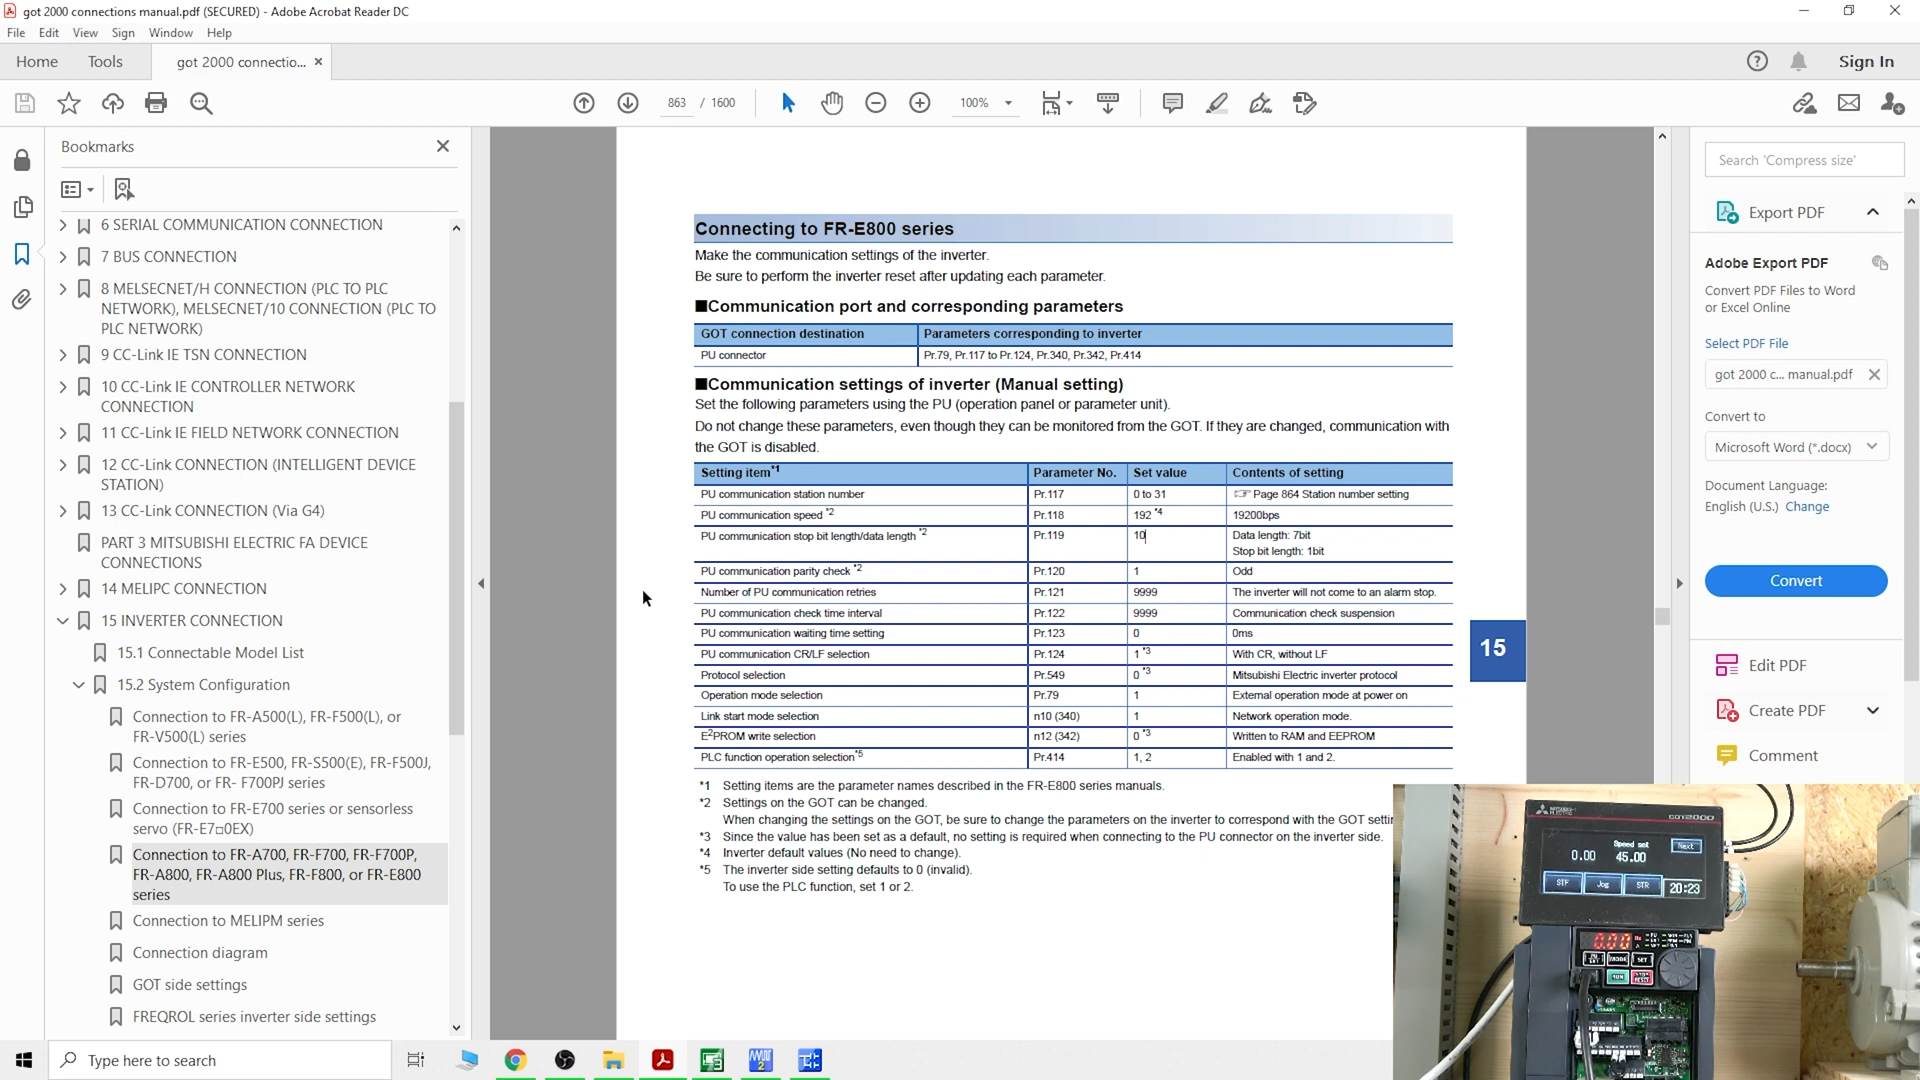 got 2000 connections manual.pdf (SECURED) - Adobe Acrobat Reader DC
File Edit View Sign Window Help
Home Tools got 2000 connectio... Sign In
863 / 1600 100%
Bookmarks
6 SERIAL COMMUNICATION CONNECTION
7 BUS CONNECTION
8 MELSECNET/H CONNECTION (PLC TO PLC
NETWORK), MELSECNET/10 CONNECTION (PLC TO
PLC NETWORK)
9 CC-Link IE TSN CONNECTION
10 CC-Link IE CONTROLLER NETWORK
CONNECTION
11 CC-Link IE FIELD NETWORK CONNECTION
12 CC-Link CONNECTION (INTELLIGENT DEVICE
STATION)
13 CC-Link CONNECTION (Via G4)
PART 3 MITSUBISHI ELECTRIC FA DEVICE
CONNECTIONS
14 MELIPC CONNECTION
15 INVERTER CONNECTION
15.1 Connectable Model List
15.2 System Configuration
Connection to FR-A500(L), FR-F500(L), or
FR-V500(L) series
Connection to FR-E500, FR-S500(E), FR-F500J,
FR-D700, or FR- F700PJ series
Connection to FR-E700 series or sensorless
servo (FR-E7□0EX)
Connection to FR-A700, FR-F700, FR-F700P,
FR-A800, FR-A800 Plus, FR-F800, or FR-E800
series
Connection to MELIPM series
Connection diagram
GOT side settings
FREQROL series inverter side settings
Connecting to FR-E800 series
Make the communication settings of the inverter.
Be sure to perform the inverter reset after updating each parameter.
■Communication port and corresponding parameters
GOT connection destination Parameters corresponding to inverter
PU connector Pr.79, Pr.117 to Pr.124, Pr.340, Pr.342, Pr.414
■Communication settings of inverter (Manual setting)
Set the following parameters using the PU (operation panel or parameter unit).
Do not change these parameters, even though they can be monitored from the GOT. If they are changed, communication with
the GOT is disabled.
Setting item*1 Parameter No. Set value Contents of setting
PU communication station number Pr.117 0 to 31 ☞ Page 864 Station number setting
PU communication speed *2 Pr.118 192 *4 19200bps
PU communication stop bit length/data length *2 Pr.119 10 Data length: 7bit
Stop bit length: 1bit
PU communication parity check *2 Pr.120 1 Odd
Number of PU communication retries Pr.121 9999 The inverter will not come to an alarm stop.
PU communication check time interval Pr.122 9999 Communication check suspension
PU communication waiting time setting Pr.123 0 0ms
PU communication CR/LF selection Pr.124 1 *3 With CR, without LF
Protocol selection Pr.549 0 *3 Mitsubishi Electric inverter protocol
Operation mode selection Pr.79 1 External operation mode at power on
Link start mode selection n10 (340) 1 Network operation mode.
E2PROM write selection n12 (342) 0 *3 Written to RAM and EEPROM
PLC function operation selection*5 Pr.414 1, 2 Enabled with 1 and 2.
*1 Setting items are the parameter names described in the FR-E800 series manuals.
*2 Settings on the GOT can be changed.
When changing the settings on the GOT, be sure to change the parameters on the inverter to correspond with the GOT settin
*3 Since the value has been set as a default, no setting is required when connecting to the PU connector on the inverter side.
*4 Inverter default values (No need to change).
*5 The inverter side setting defaults to 0 (invalid).
To use the PLC function, set 1 or 2.
15
Search 'Compress size'
Export PDF
Adobe Export PDF
Convert PDF Files to Word
or Excel Online
Select PDF File
got 2000 c... manual.pdf
Convert to
Microsoft Word (*.docx)
Document Language:
English (U.S.) Change
Convert
Edit PDF
Create PDF
Comment
MITSUBISHI ELECTRIC GOT2000
Speed set Next
0.00 45.00
STF Jog STR 20:23
0.00
MODE SET
RUN STOP RESET
Type here to search